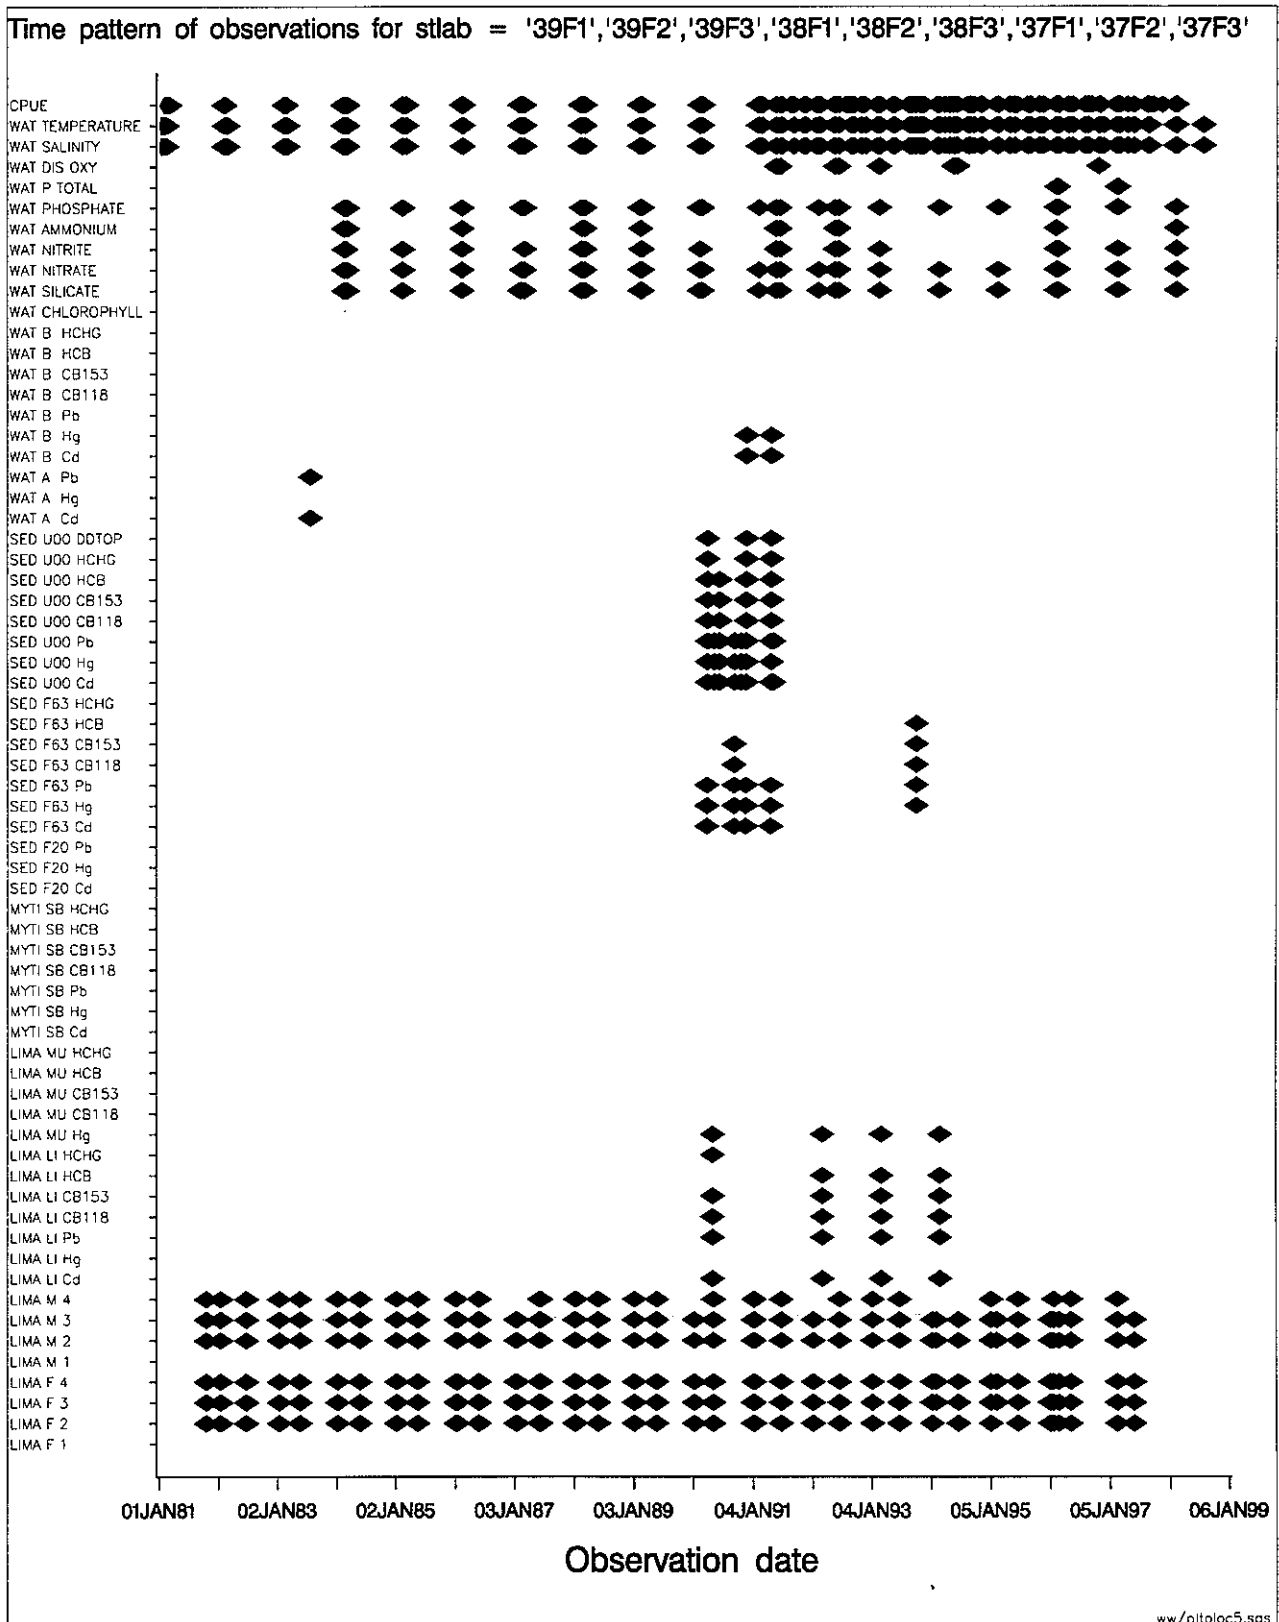 Time pattern of observations for stlab = '39F1','39F2','39F3','38F1','38F2','38F3','37F1','37F2','37F3'
CPUE
WAT TEMPERATURE
WAT SALINITY
WAT DIS OXY
WAT P TOTAL
WAT PHOSPHATE
WAT AMMONIUM
WAT NITRITE
WAT NITRATE
WAT SILICATE
WAT CHLOROPHYLL
WAT B HCHG
WAT B HCB
WAT B CB153
WAT B CB118
WAT B Pb
WAT B Hg
WAT B Cd
WAT A Pb
WAT A Hg
WAT A Cd
SED U00 DDTOP
SED U00 HCHG
SED U00 HCB
SED U00 CB153
SED U00 CB118
SED U00 Pb
SED U00 Hg
SED U00 Cd
SED F63 HCHG
SED F63 HCB
SED F63 CB153
SED F63 CB118
SED F63 Pb
SED F63 Hg
SED F63 Cd
SED F20 Pb
SED F20 Hg
SED F20 Cd
MYTI SB HCHG
MYTI SB HCB
MYTI SB CB153
MYTI SB CB118
MYTI SB Pb
MYTI SB Hg
MYTI SB Cd
LIMA MU HCHG
LIMA MU HCB
LIMA MU CB153
LIMA MU CB118
LIMA MU Hg
LIMA LI HCHG
LIMA LI HCB
LIMA LI CB153
LIMA LI CB118
LIMA LI Pb
LIMA LI Hg
LIMA LI Cd
LIMA M 4
LIMA M 3
LIMA M 2
LIMA M 1
LIMA F 4
LIMA F 3
LIMA F 2
LIMA F 1
01JAN81 02JAN83 02JAN85 03JAN87 03JAN89 04JAN91 04JAN93 05JAN95 05JAN97 06JAN99
Observation date
ww/pltploc5.sas